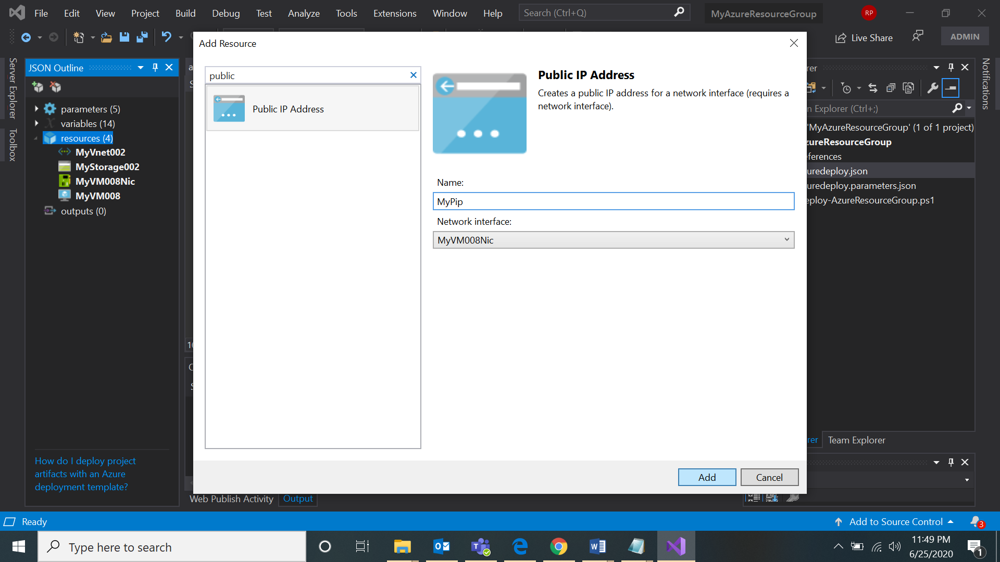 File Edit View Project Build Debug Test Analyze Tools Extensions Window Help Search (Ctrl+Q) MyAzureResourceGroup RP
Live Share ADMIN
Server Explorer
Toolbox
JSON Outline
parameters (5)
variables (14)
resources (4)
MyVnet002
MyStorage002
MyVM008Nic
MyVM008
outputs (0)
How do I deploy project
artifacts with an Azure
deployment template?
Add Resource
public
Public IP Address
Public IP Address
Creates a public IP address for a network interface (requires a
network interface).
Name:
MyPip
Network interface:
MyVM008Nic
Add Cancel
Web Publish Activity Output
rer
n Explorer (Ctrl+;)
'MyAzureResourceGroup' (1 of 1 project)
zureResourceGroup
eferences
uredeploy.json
uredeploy.parameters.json
eploy-AzureResourceGroup.ps1
rer Team Explorer
Notifications
Ready Add to Source Control 3
Type here to search
11:49 PM
6/25/2020
1